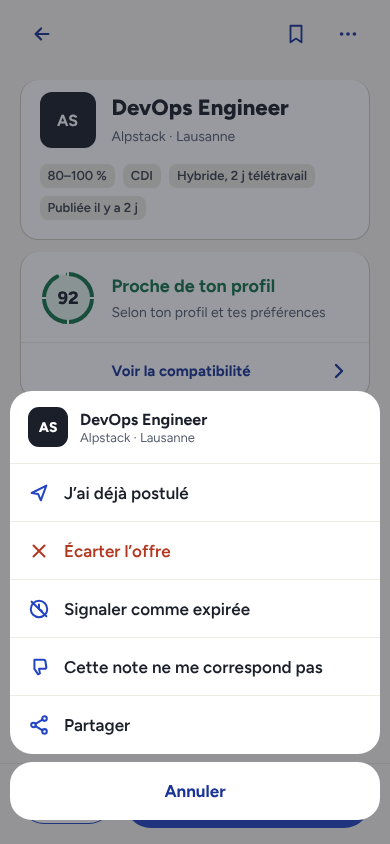 AS
DevOps Engineer
Alpstack · Lausanne
80–100 %
CDI
Hybride, 2 j télétravail
Publiée il y a 2 j
92
Proche de ton profil
Selon ton profil et tes préférences
Voir la compatibilité
AS
DevOps Engineer
Alpstack · Lausanne
J’ai déjà postulé
Écarter l’offre
Signaler comme expirée
Cette note ne me correspond pas
Partager
Annuler